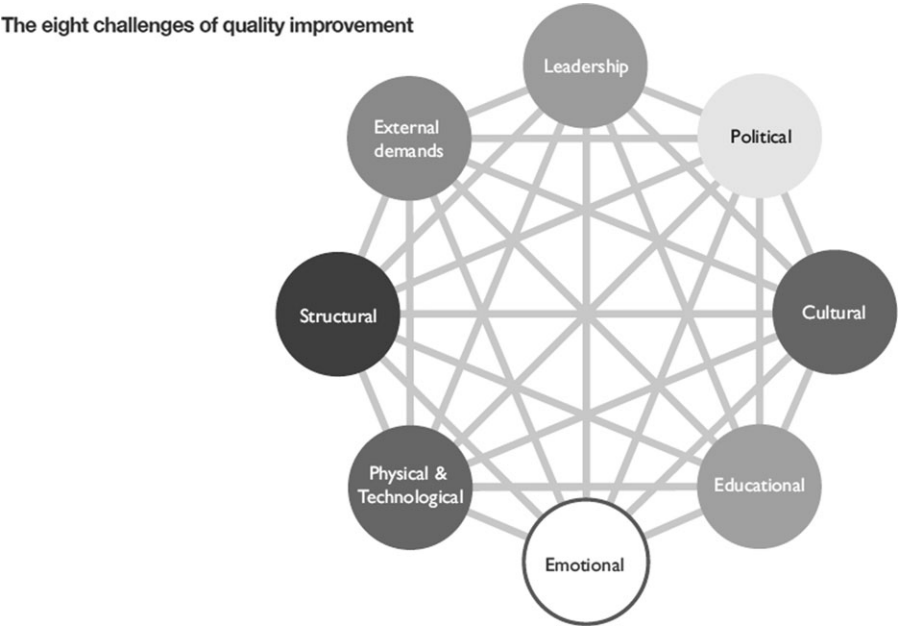 The eight challenges of quality improvement
Leadership
External
demands
Political
Structural
Cultural
Physical &
Technological
Educational
Emotional